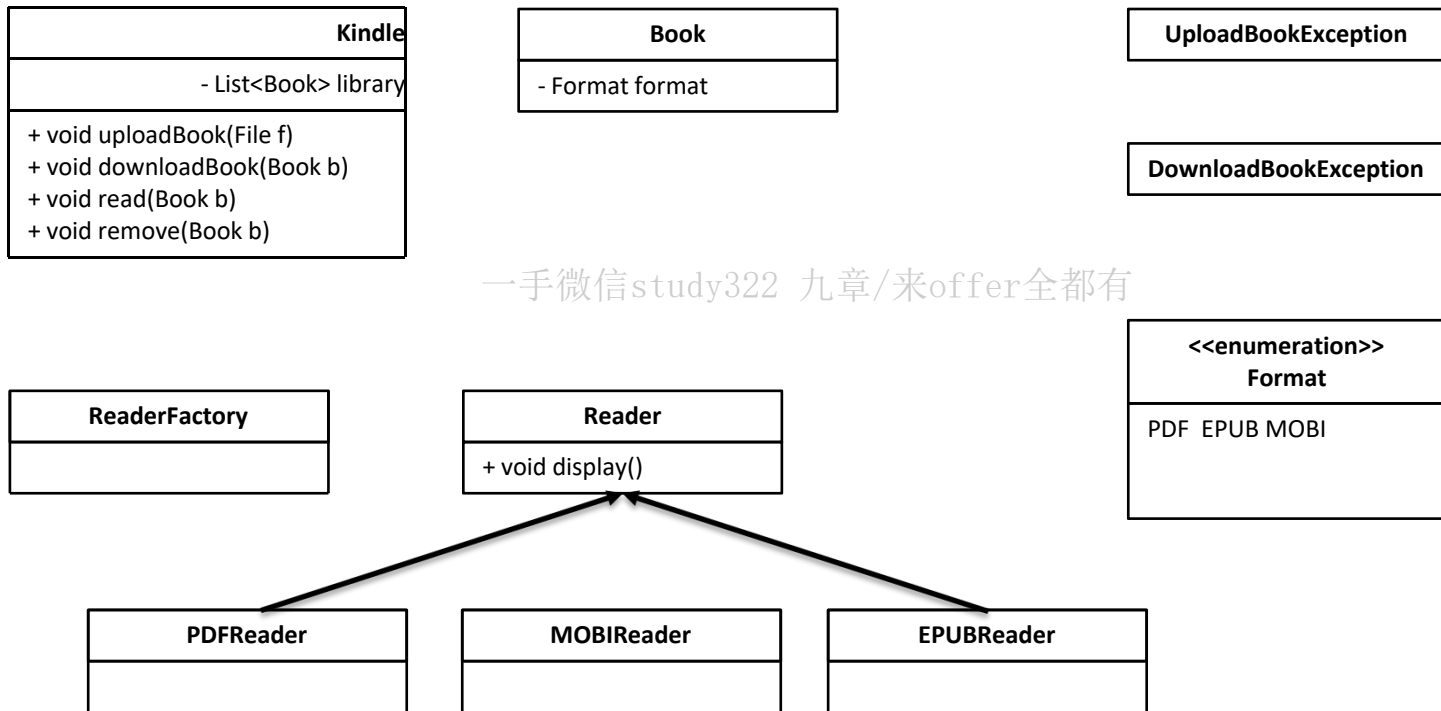 Kindle
- List<Book> library
+ void uploadBook(File f)
+ void downloadBook(Book b)
+ void read(Book b)
+ void remove(Book b)
Book
- Format format
UploadBookException
DownloadBookException
一手微信study322 九章/来offer全都有
<<enumeration>>
Format
PDF EPUB MOBI
ReaderFactory
Reader
+ void display()
PDFReader
MOBIReader
EPUBReader